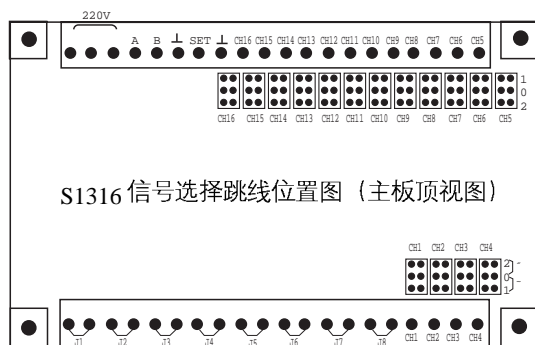 220V
A B ⊥ SET ⊥ CH16 CH15 CH14 CH13 CH12 CH11 CH10 CH9 CH8 CH7 CH6 CH5
1
0
2
CH16 CH15 CH14 CH13 CH12 CH11 CH10 CH9 CH8 CH7 CH6 CH5
S1316 信号选择跳线位置图（主板顶视图）
CH1 CH2 CH3 CH4
2 -
0
1 -
J1 J2 J3 J4 J5 J6 J7 J8 CH1 CH2 CH3 CH4